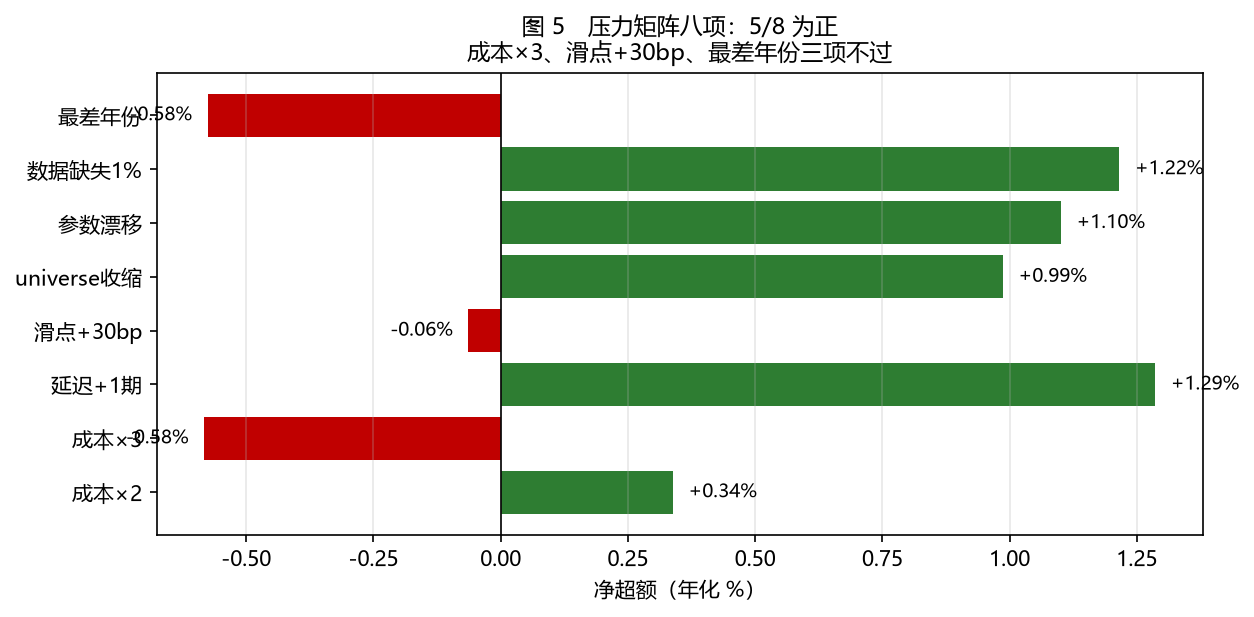 图 5 压力矩阵八项：5/8 为正
成本×3、滑点+30bp、最差年份三项不过
最差年份 -0.58%
数据缺失1% +1.22%
参数漂移 +1.10%
universe收缩 +0.99%
滑点+30bp -0.06%
延迟+1期 +1.29%
成本×3 -0.58%
成本×2 +0.34%
-0.50 -0.25 0.00 0.25 0.50 0.75 1.00 1.25
净超额（年化 %）